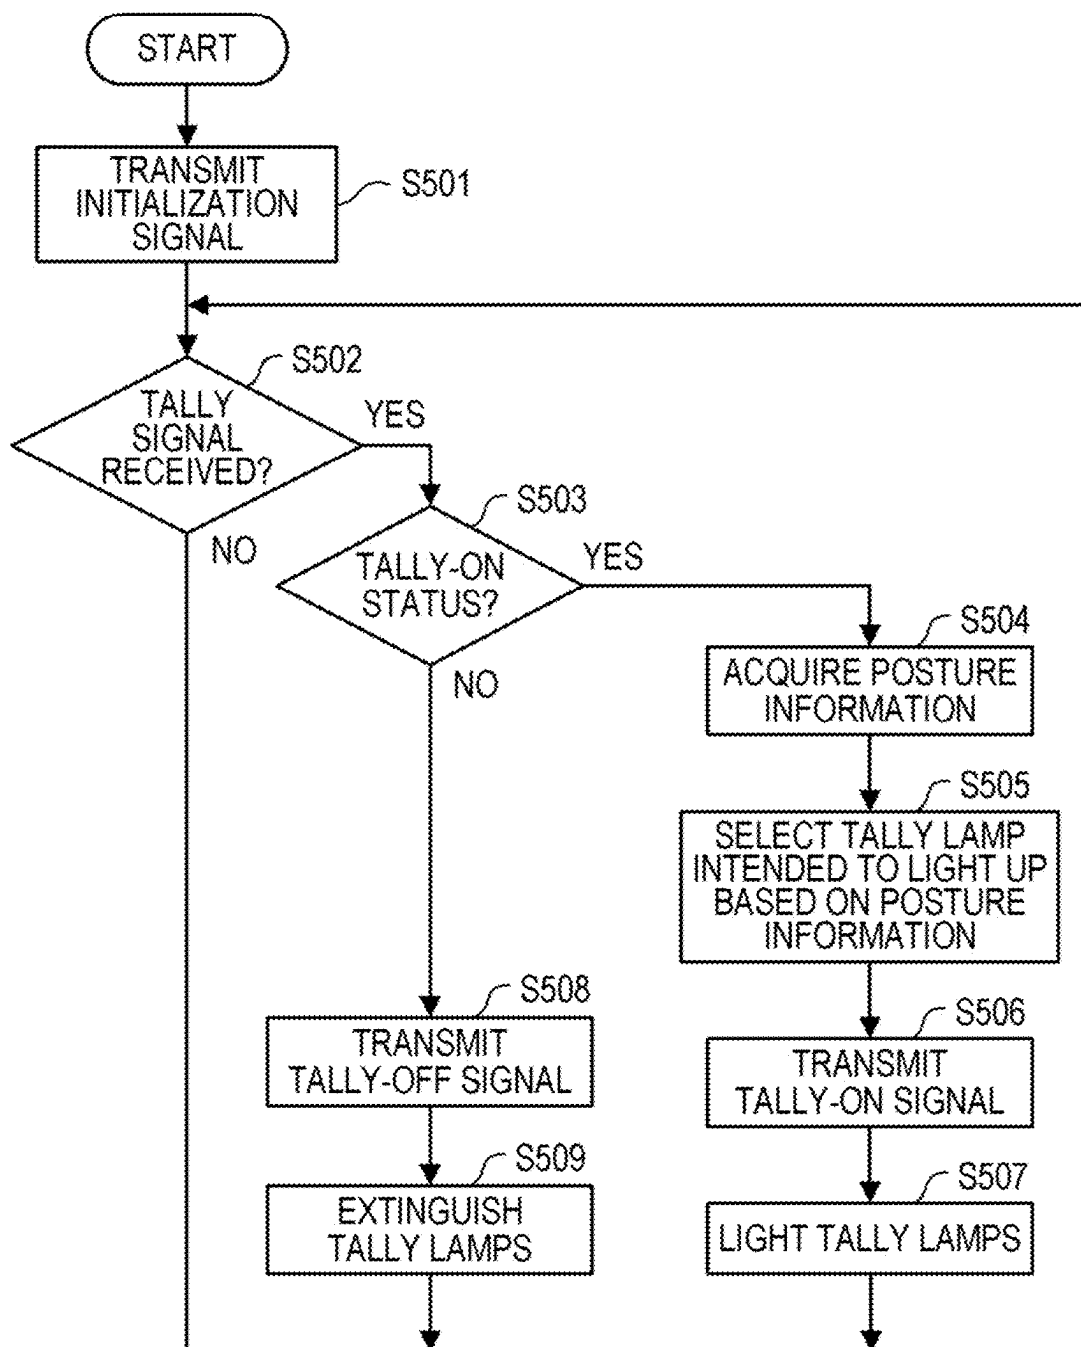 START
TRANSMIT
INITIALIZATION
SIGNAL
S501
S502
TALLY
SIGNAL
RECEIVED?
YES
NO
S503
TALLY-ON
STATUS?
YES
NO
S504
ACQUIRE POSTURE
INFORMATION
S505
SELECT TALLY LAMP
INTENDED TO LIGHT UP
BASED ON POSTURE
INFORMATION
S506
TRANSMIT
TALLY-ON SIGNAL
S507
LIGHT TALLY LAMPS
S508
TRANSMIT
TALLY-OFF SIGNAL
S509
EXTINGUISH
TALLY LAMPS